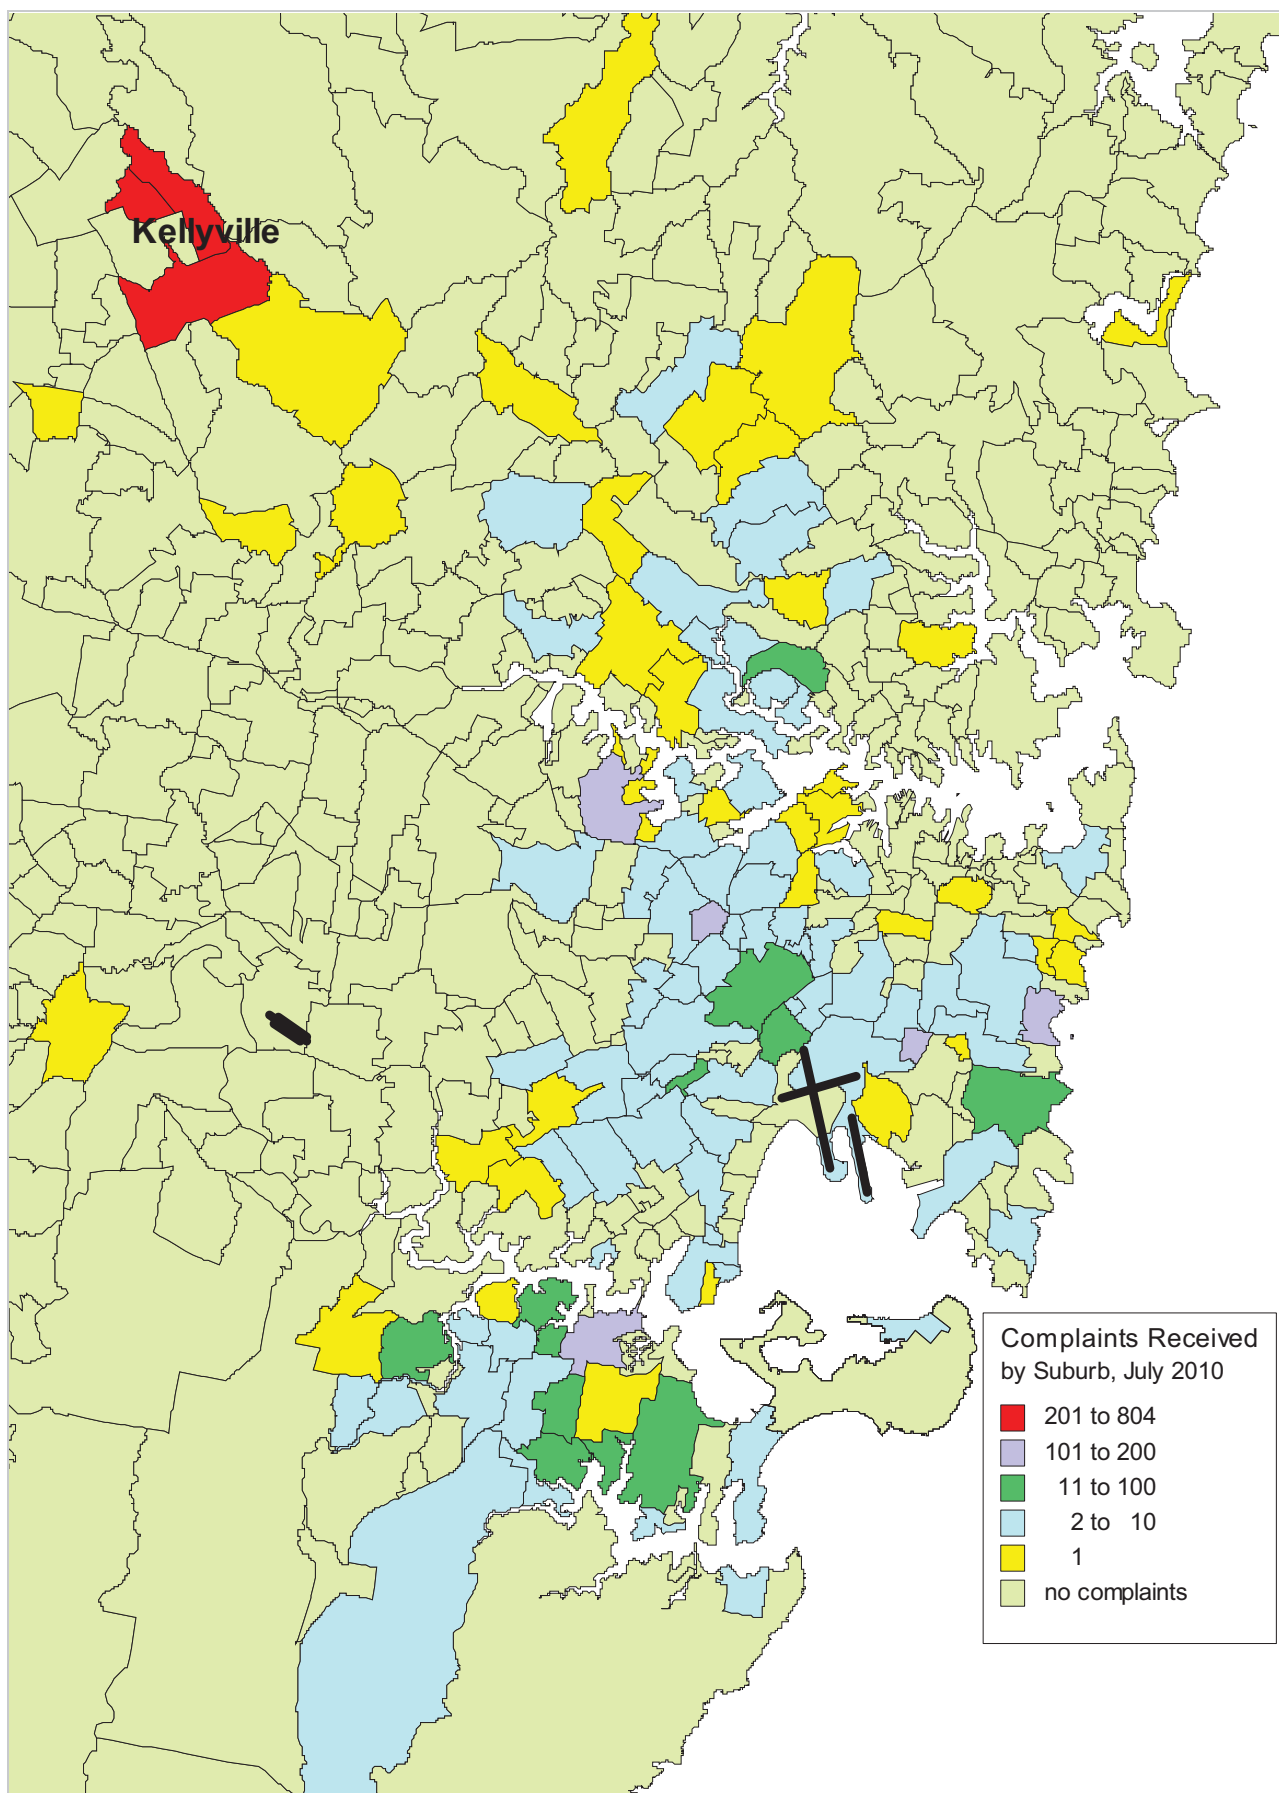 Kellyville
Complaints Received
by Suburb, July 2010
201 to 804
101 to 200
11 to 100
2 to 10
1
no complaints